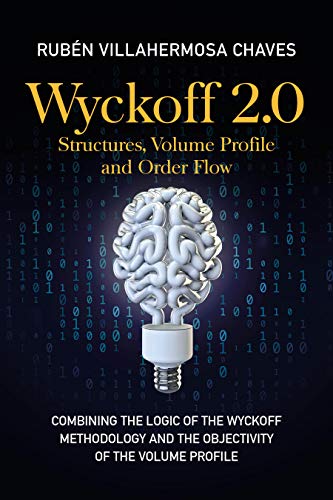 RUBÉN VILLAHERMOSA CHAVES
Wyckoff 2.0
Structures, Volume Profile
and Order Flow
COMBINING THE LOGIC OF THE WYCKOFF
METHODOLOGY AND THE OBJECTIVITY
OF THE VOLUME PROFILE